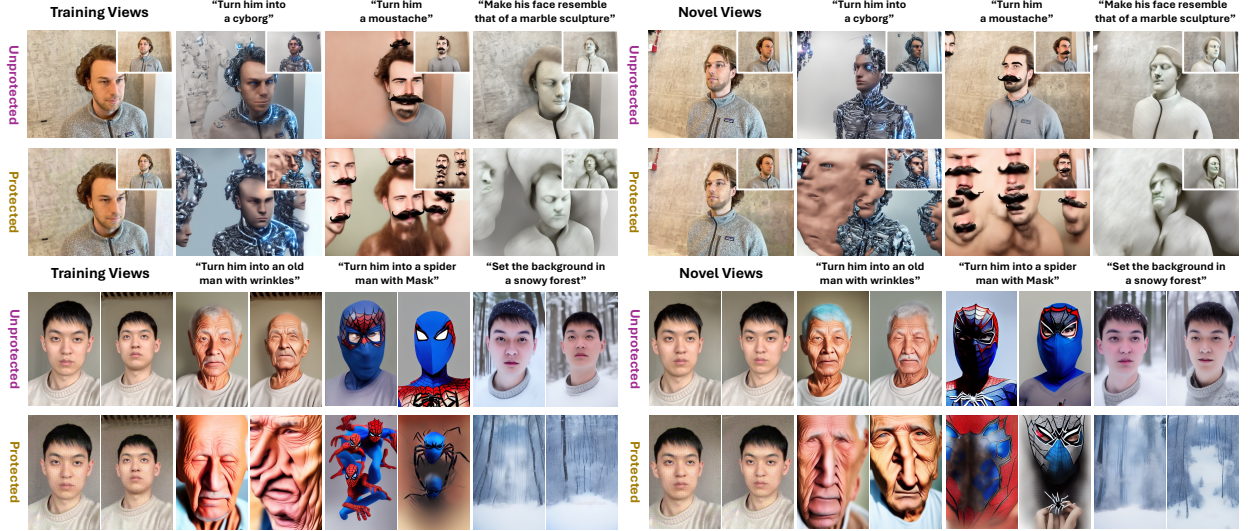 Training Views
“Turn him into
a cyborg”
“Turn him
a moustache”
“Make his face resemble
that of a marble sculpture”
Novel Views
“Turn him into
a cyborg”
“Turn him
a moustache”
“Make his face resemble
that of a marble sculpture”
Unprotected
Unprotected
Protected
Protected
Training Views
“Turn him into an old
man with wrinkles”
“Turn him into a spider
man with Mask”
“Set the background in
a snowy forest”
Novel Views
“Turn him into an old
man with wrinkles”
“Turn him into a spider
man with Mask”
“Set the background in
a snowy forest”
Unprotected
Unprotected
Protected
Protected